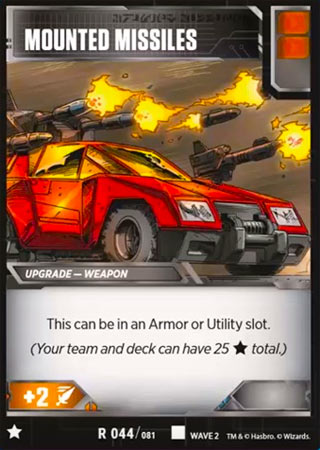 MOUNTED MISSILES
UPGRADE — WEAPON
This can be in an Armor or Utility slot.
(Your team and deck can have 25 ★ total.)
+2
R 044/081 WAVE 2 TM & © Hasbro. © Wizards.